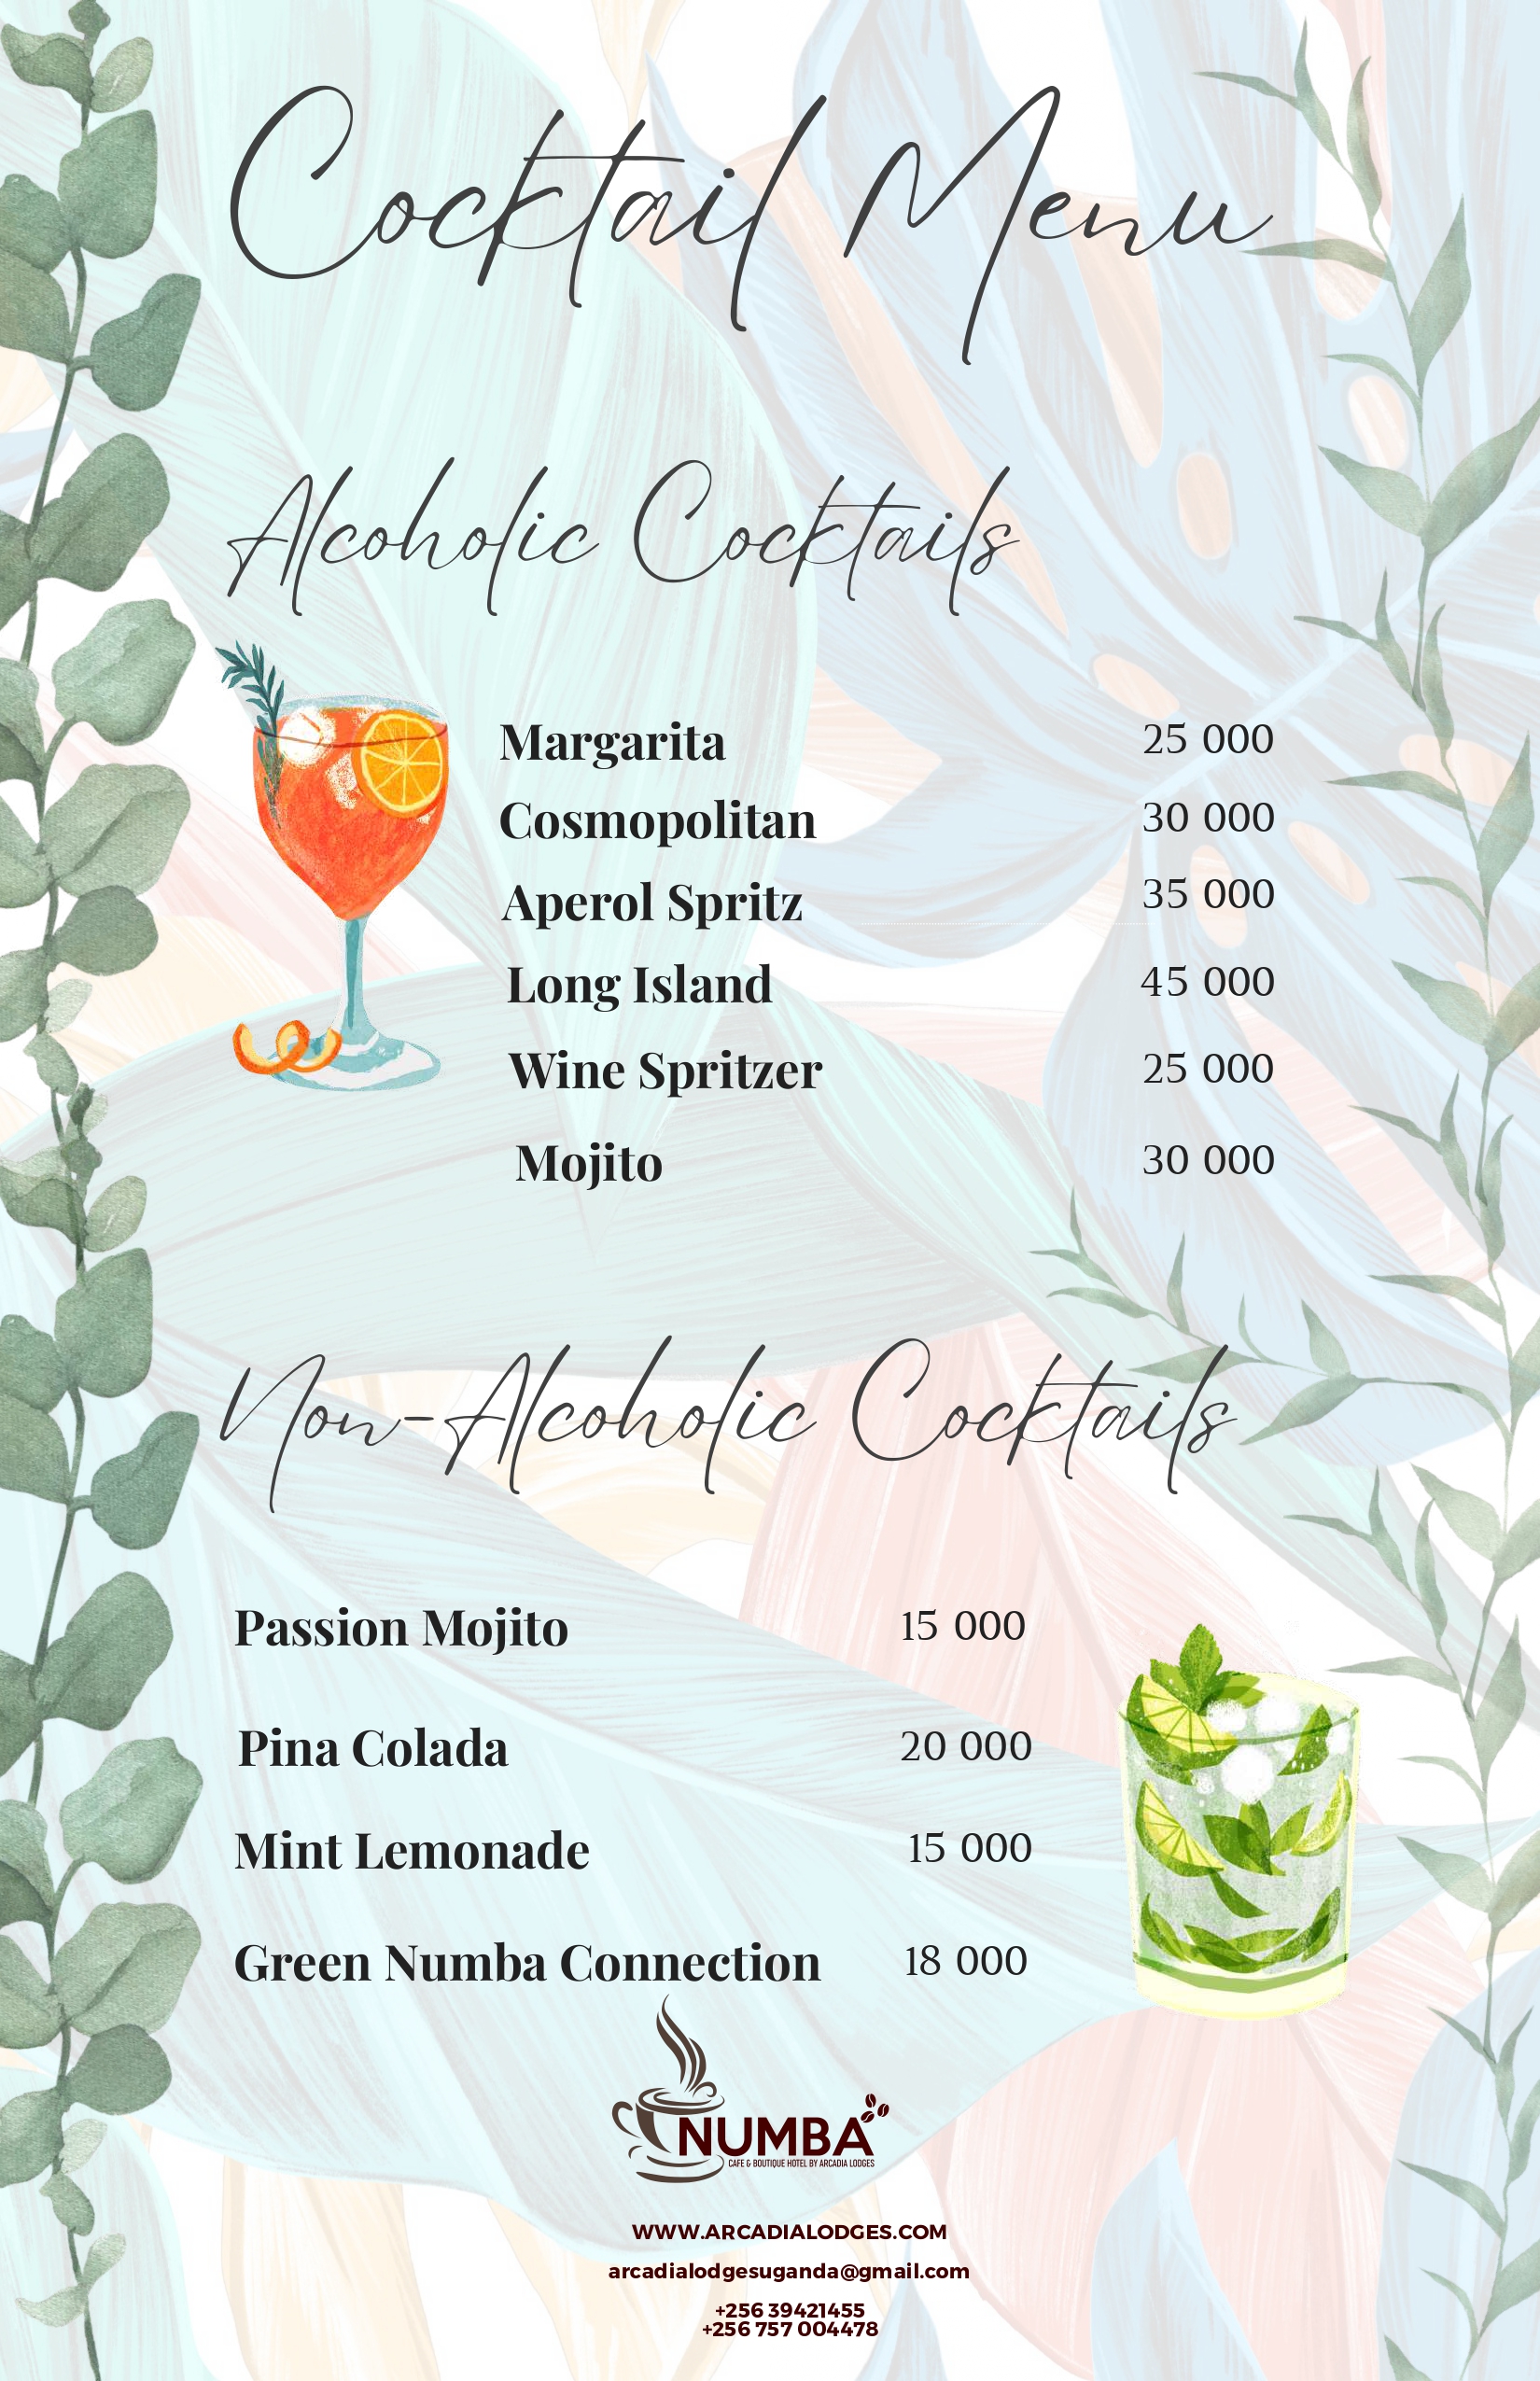 Cocktail Menu
Alcoholic Cocktails
Margarita 25 000
Cosmopolitan 30 000
Aperol Spritz 35 000
Long Island 45 000
Wine Spritzer 25 000
Mojito 30 000
Non-Alcoholic Cocktails
Passion Mojito 15 000
Pina Colada 20 000
Mint Lemonade 15 000
Green Numba Connection 18 000
NUMBA
CAFE & BOUTIQUE HOTEL BY ARCADIA LODGES
WWW.ARCADIALODGES.COM
arcadialodgesuganda@gmail.com
+256 39421455
+256 757 004478